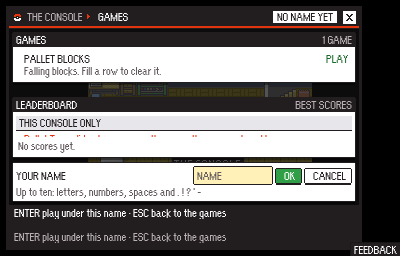 THE CONSOLE ▸ GAMES
NO NAME YET X
GAMES 1 GAME
PALLET BLOCKS PLAY
Falling blocks. Fill a row to clear it.
LEADERBOARD BEST SCORES
THIS CONSOLE ONLY
No scores yet.
THE CONSOLE
YOUR NAME NAME OK CANCEL
Up to ten: letters, numbers, spaces and . ! ? ' -
ENTER play under this name · ESC back to the games
ENTER play under this name · ESC back to the games
FEEDBACK